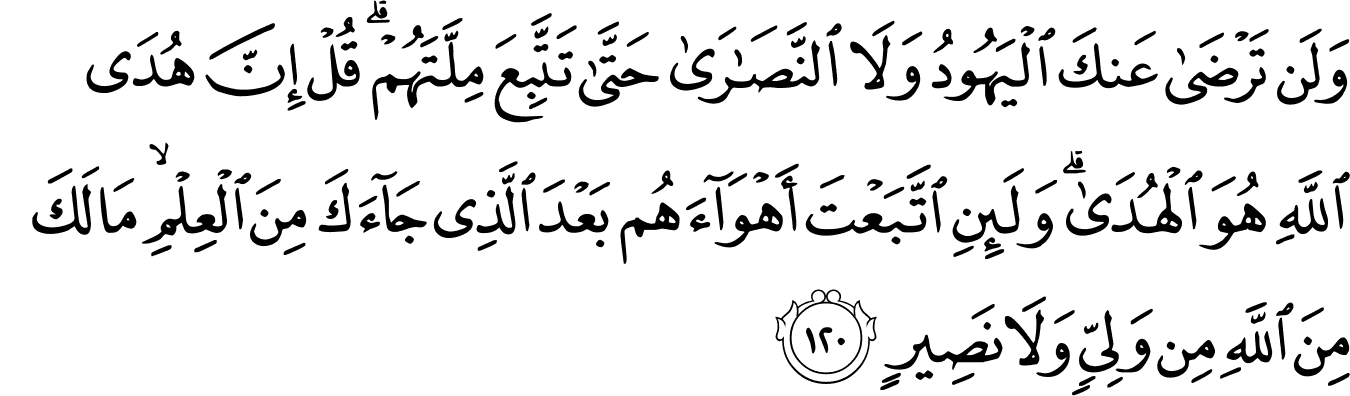 وَلَن تَرْضَىٰ عَنكَ ٱلْيَهُودُ وَلَا ٱلنَّصَـٰرَىٰ حَتَّىٰ تَتَّبِعَ مِلَّتَهُمْ ۗ قُلْ إِنَّ هُدَى
ٱللَّهِ هُوَ ٱلْهُدَىٰ ۗ وَلَئِنِ ٱتَّبَعْتَ أَهْوَآءَهُم بَعْدَ ٱلَّذِى جَآءَكَ مِنَ ٱلْعِلْمِ ۙ مَا لَكَ
مِنَ ٱللَّهِ مِن وَلِىٍّ وَلَا نَصِيرٍ ١٢٠